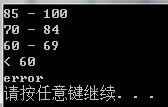 85 - 100
70 - 84
60 - 69
< 60
error
请按任意键继续. . .